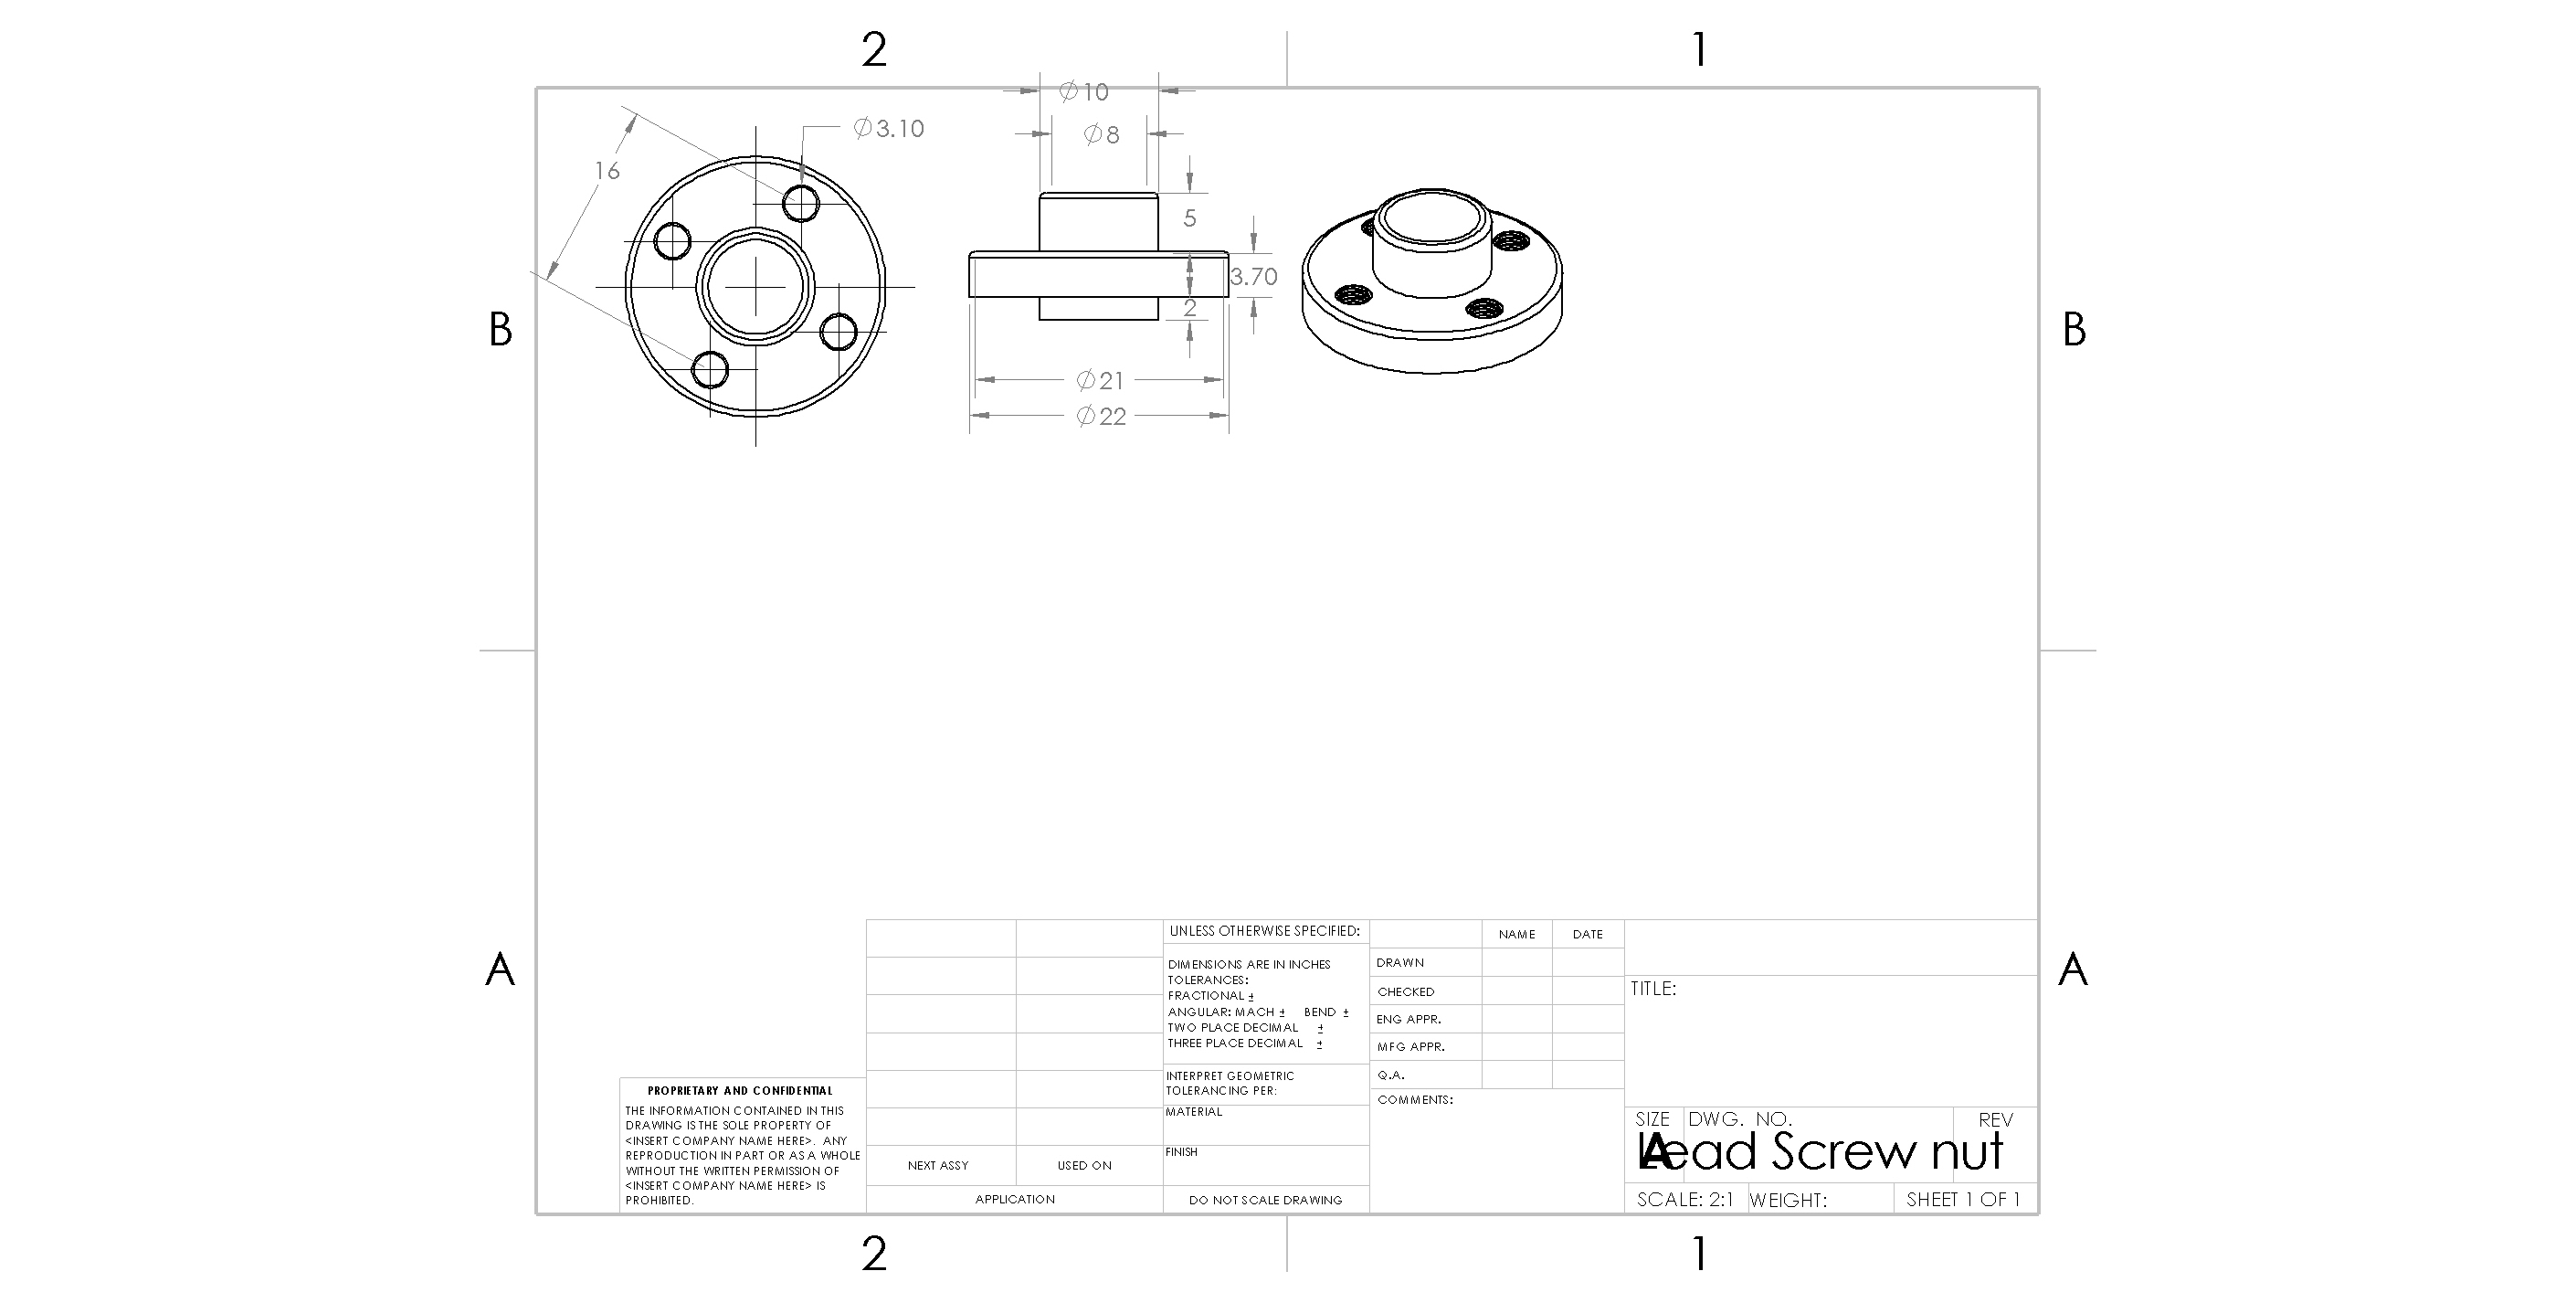 2
1
∅10
∅3.10
∅8
16
5
3.70
2
∅21
∅22
B
B
A
A
UNLESS OTHERWISE SPECIFIED:
DIMENSIONS ARE IN INCHES
TOLERANCES:
FRACTIONAL ±
ANGULAR: MACH ± BEND ±
TWO PLACE DECIMAL ±
THREE PLACE DECIMAL ±
INTERPRET GEOMETRIC
TOLERANCING PER:
MATERIAL
FINISH
DO NOT SCALE DRAWING
NAME DATE
DRAWN
CHECKED
ENG APPR.
MFG APPR.
Q.A.
COMMENTS:
TITLE:
SIZE DWG. NO. REV
A Lead Screw nut
SCALE: 2:1 WEIGHT: SHEET 1 OF 1
PROPRIETARY AND CONFIDENTIAL
THE INFORMATION CONTAINED IN THIS
DRAWING IS THE SOLE PROPERTY OF
<INSERT COMPANY NAME HERE>. ANY
REPRODUCTION IN PART OR AS A WHOLE
WITHOUT THE WRITTEN PERMISSION OF
<INSERT COMPANY NAME HERE> IS
PROHIBITED.
NEXT ASSY USED ON
APPLICATION
2
1